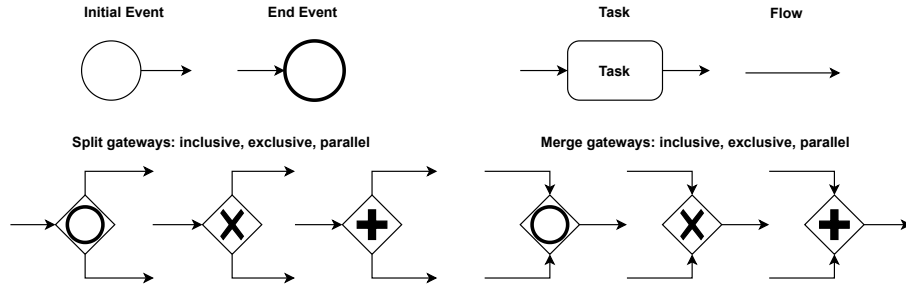 Initial Event
End Event
Task
Flow
Task
Split gateways: inclusive, exclusive, parallel
Merge gateways: inclusive, exclusive, parallel